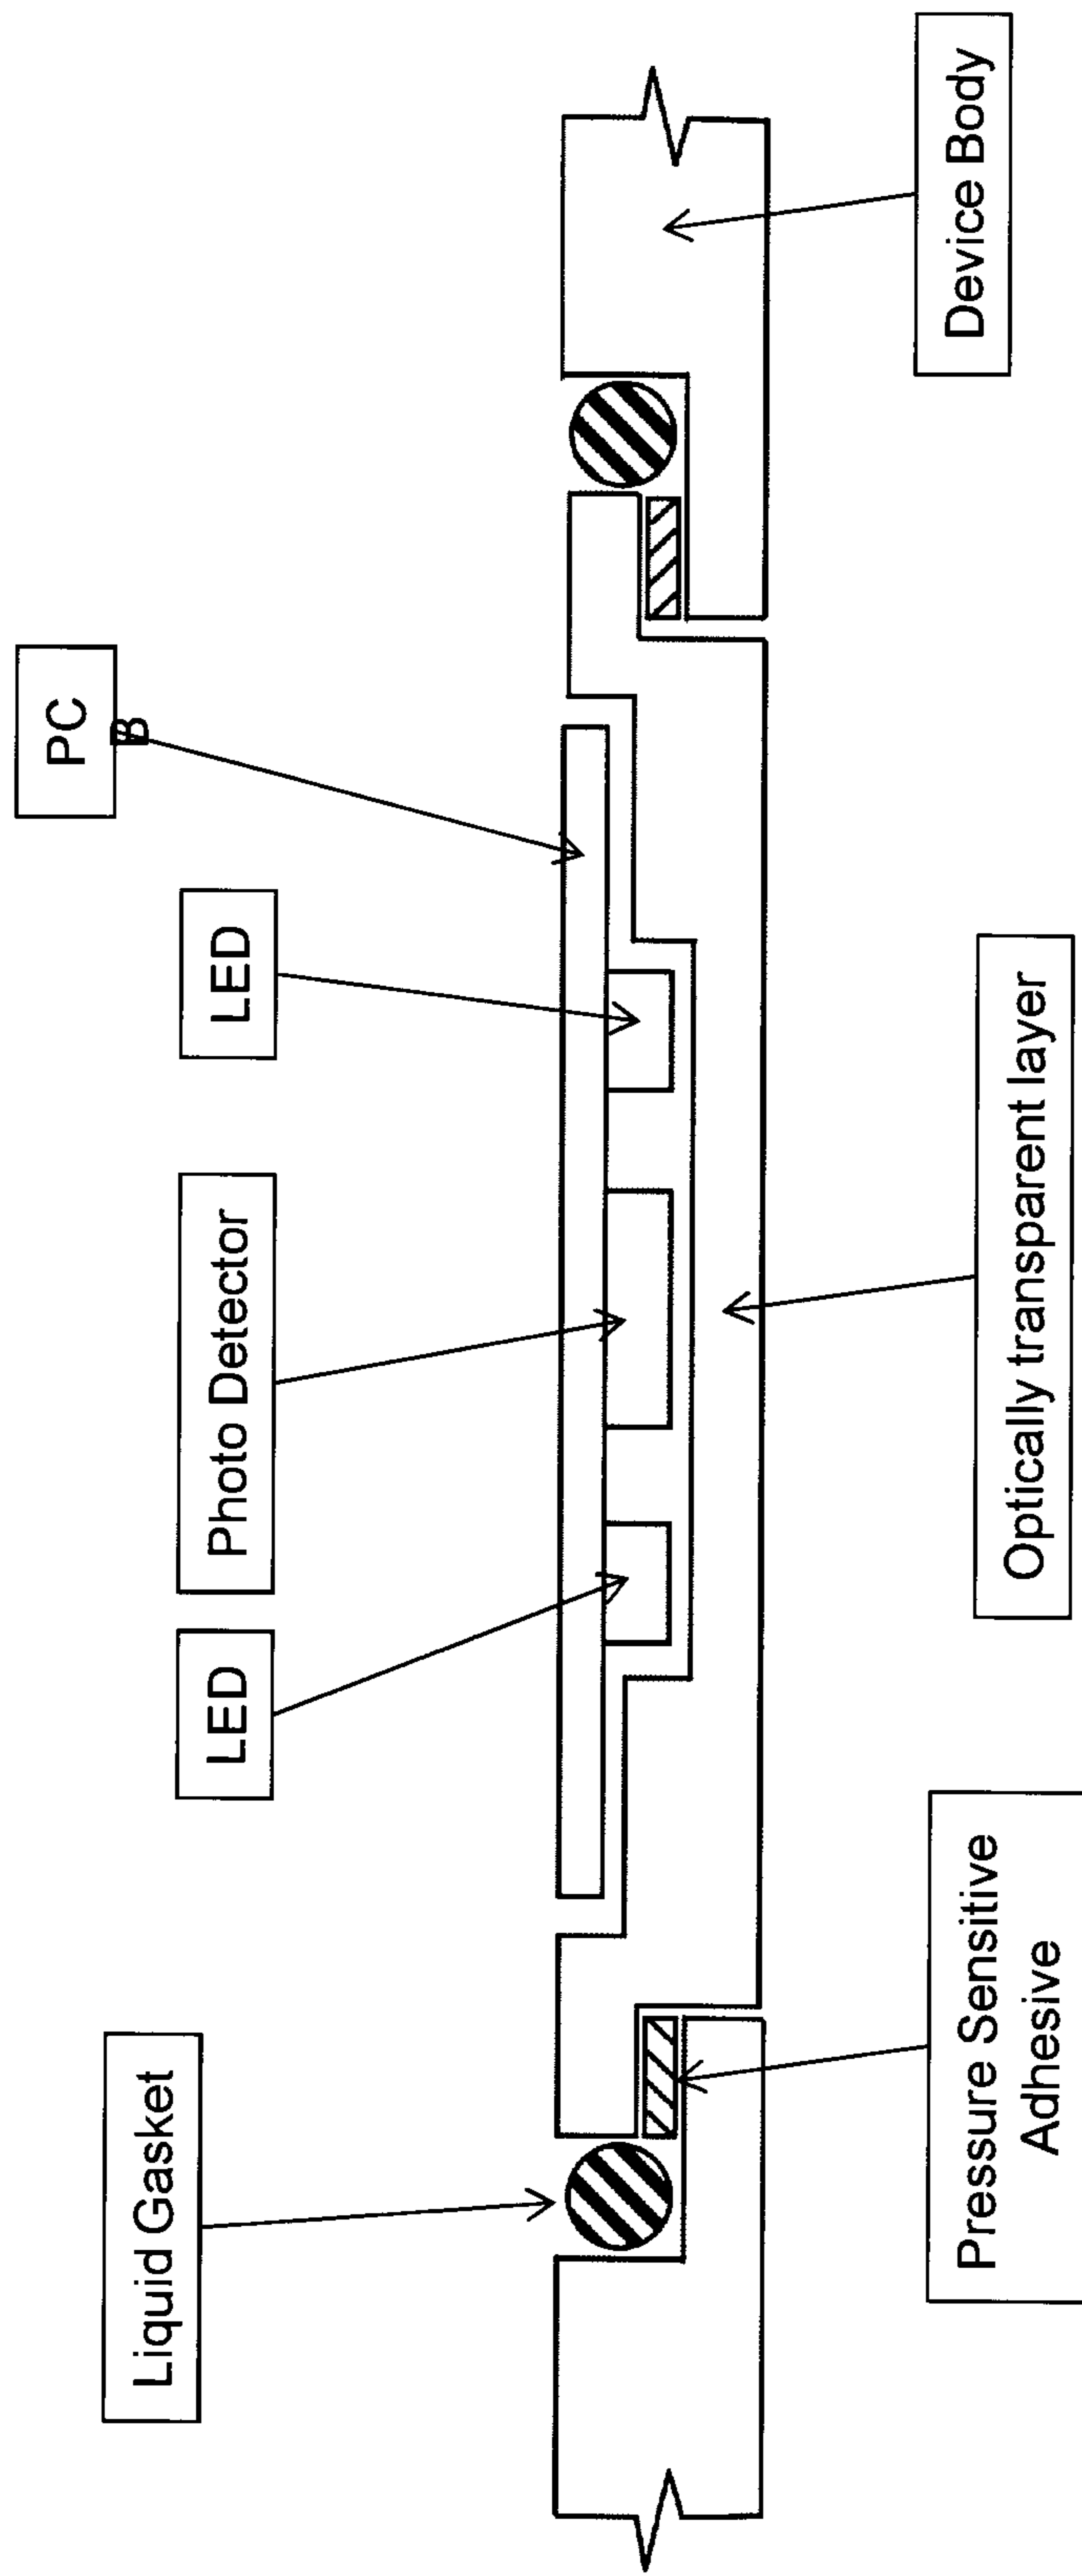 Liquid Gasket
LED
Photo Detector
LED
PC
B
Pressure Sensitive
Adhesive
Optically transparent layer
Device Body